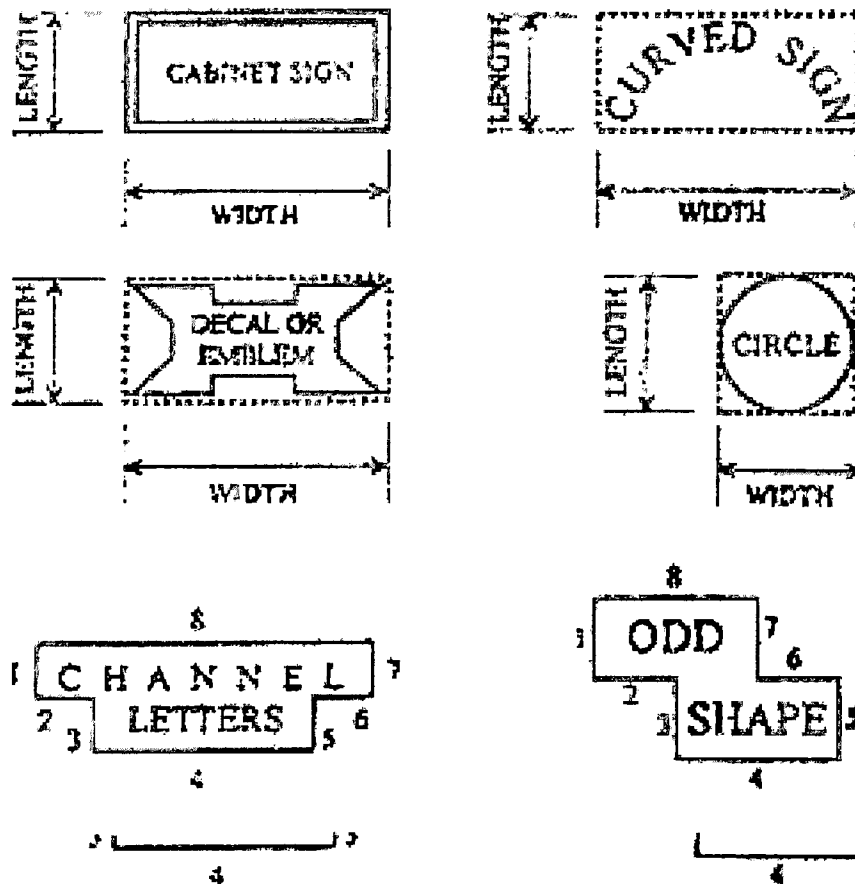 LENGTH
CABINET SIGN
WIDTH
LENGTH
CURVED SIGN
WIDTH
LENGTH
DECAL OR
EMBLEM
WIDTH
LENGTH
CIRCLE
WIDTH
8
1
CHANNEL
7
LETTERS
2
3
5
6
4
8
1
ODD
7
6
2
3
SHAPE
5
4
4
4